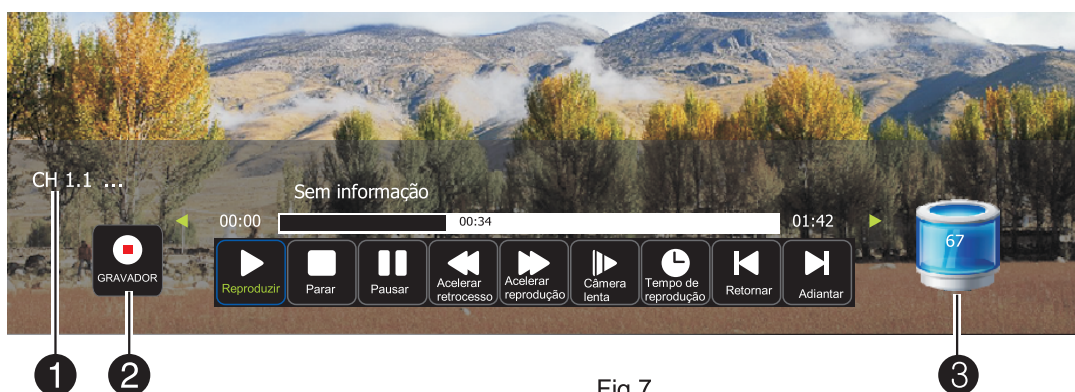 CH 1.1 ...
Sem informação
00:00
00:34
01:42
67
GRAVADOR
Reproduzir
Parar
Pausar
Acelerar
retrocesso
Acelerar
reprodução
Câmera
lenta
Tempo de
reprodução
Retornar
Adiantar
1
2
3
Fig 7